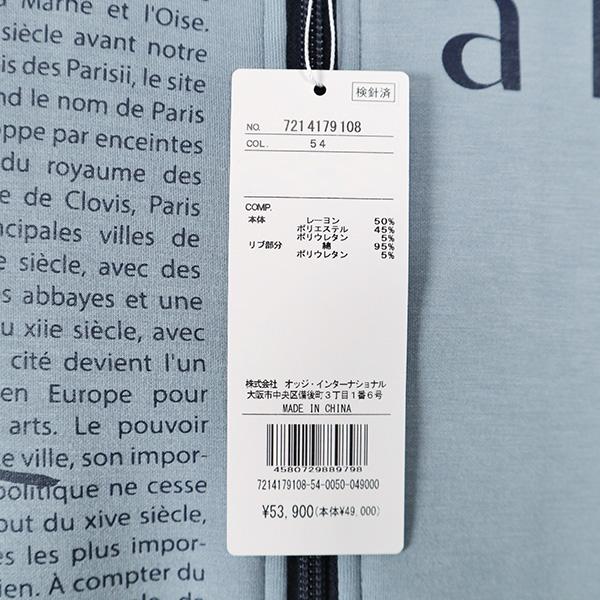 a Marne et l'Oise.
siècle avant notre
is des Parisii, le site
nd le nom de Paris
oppe par enceintes
du royaume des
e de Clovis, Paris
ncipales villes de
e siècle, avec des
s abbayes et une
u xiie siècle, avec
cité devient l'un
en Europe pour
arts. Le pouvoir
e ville, son impor-
politique ne cesse
out du xive siècle,
es les plus impor-
ien. À compter du
de
a
検針済
NO. 7214179108
COL. 54
COMP.
本体 レーヨン 50%
ポリエステル 45%
ポリウレタン 5%
リブ部分 綿 95%
ポリウレタン 5%
株式会社 オッジ・インターナショナル
大阪市中央区備後町3丁目1番6号
MADE IN CHINA
4580729889798
7214179108-54-0050-049000
¥53,900(本体¥49,000)